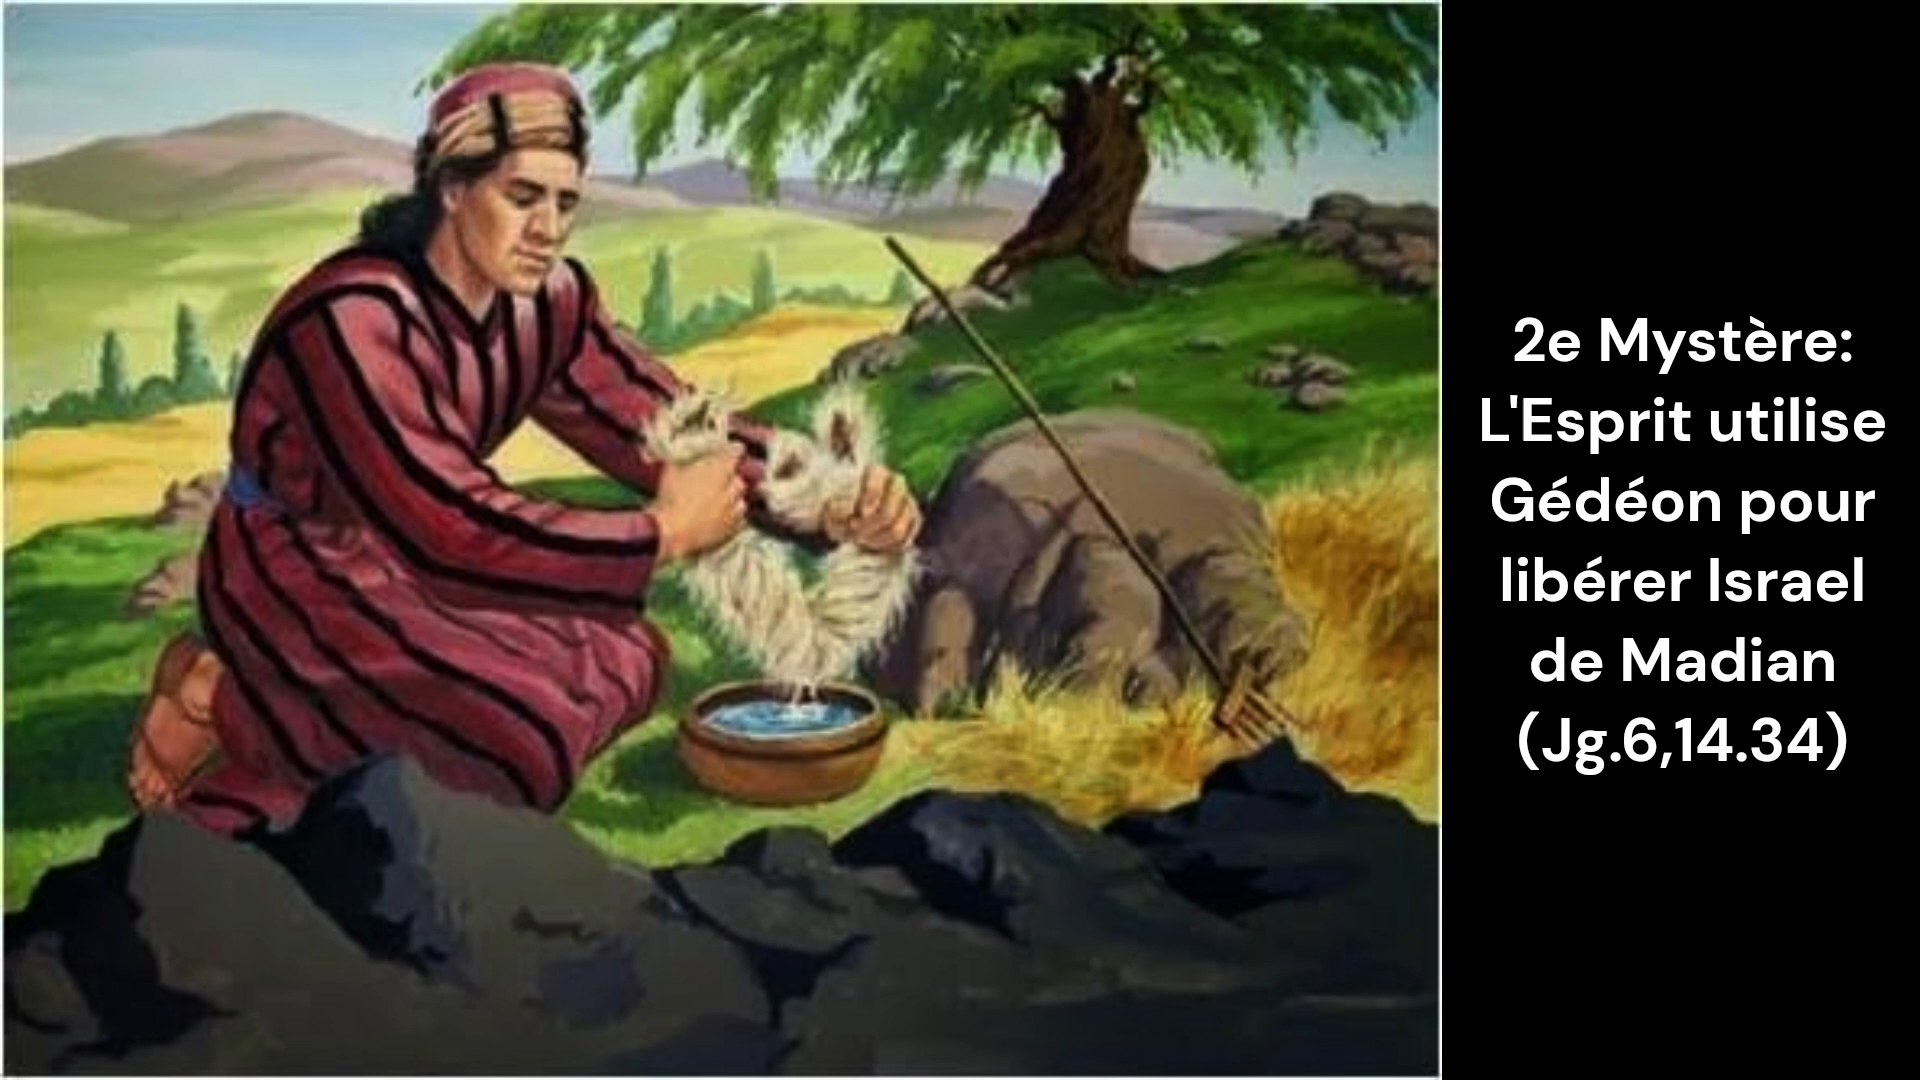 2e Mystère:
L'Esprit utilise
Gédéon pour
libérer Israel
de Madian
(Jg.6,14.34)